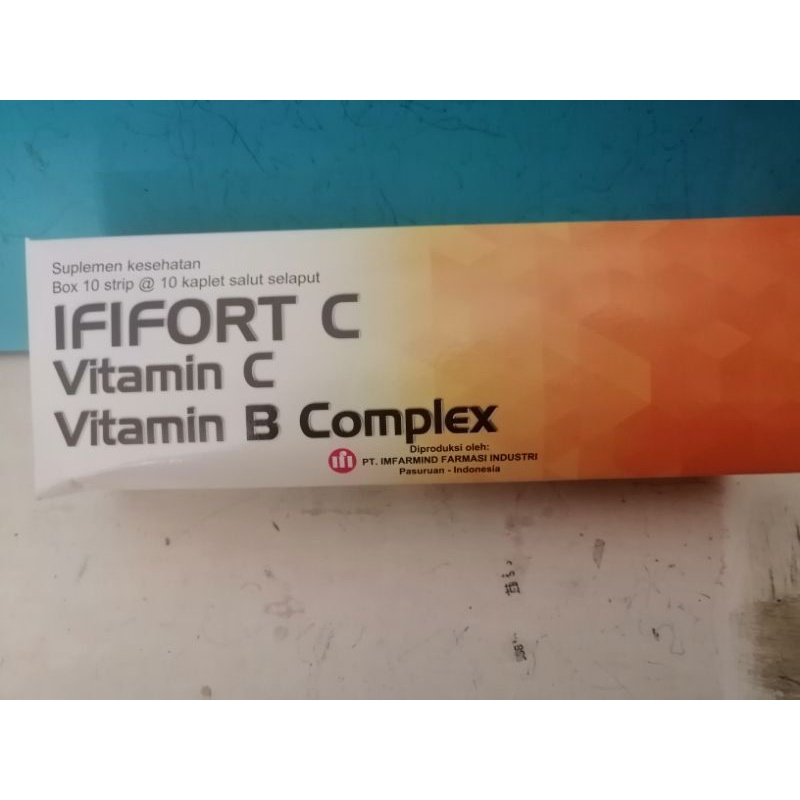 Suplemen kesehatan
Box 10 strip @ 10 kaplet salut selaput
IFIFORT C
Vitamin C
Vitamin B Complex
Diproduksi oleh:
ifi PT. IMFARMIND FARMASI INDUSTRI
Pasuruan - Indonesia